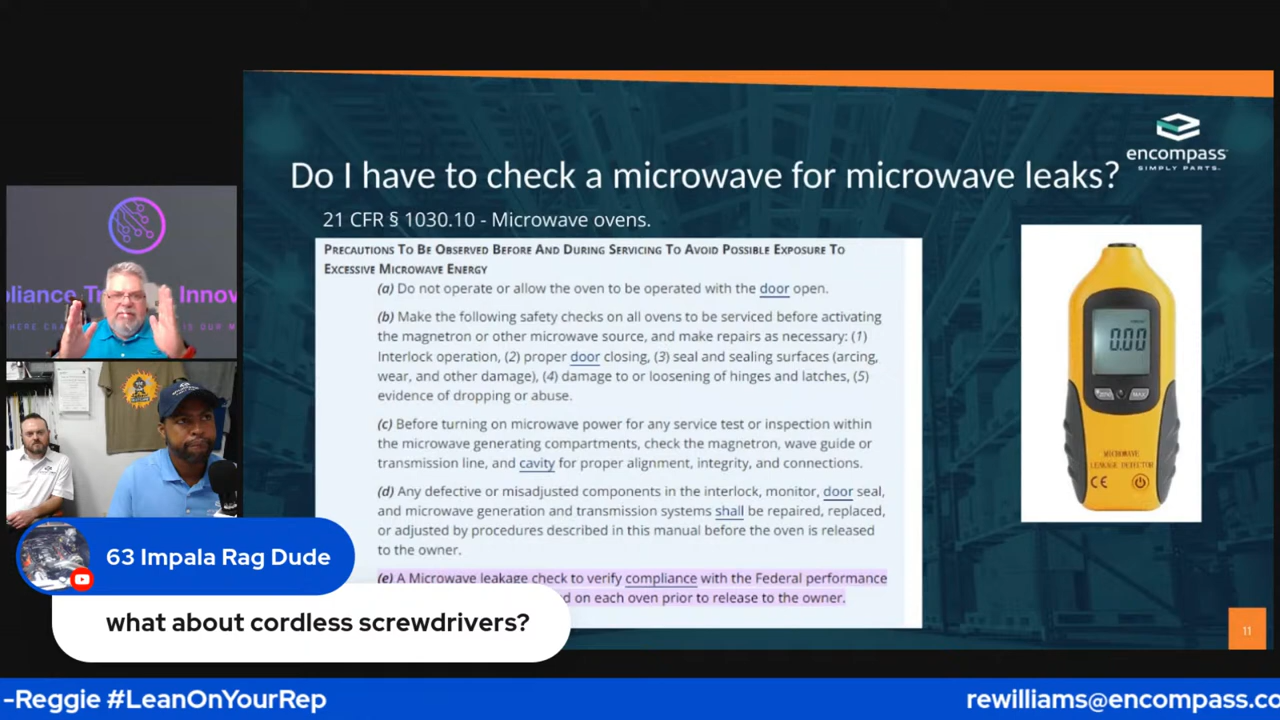 encompass
SIMPLY PARTS.
Do I have to check a microwave for microwave leaks?
21 CFR § 1030.10 - Microwave ovens.
PRECAUTIONS TO BE OBSERVED BEFORE AND DURING SERVICING TO AVOID POSSIBLE EXPOSURE TO
EXCESSIVE MICROWAVE ENERGY
(a) Do not operate or allow the oven to be operated with the door open.
(b) Make the following safety checks on all ovens to be serviced before activating
the magnetron or other microwave source, and make repairs as necessary: (1)
Interlock operation, (2) proper door closing, (3) seal and sealing surfaces (arcing,
wear, and other damage), (4) damage to or loosening of hinges and latches, (5)
evidence of dropping or abuse.
(c) Before turning on microwave power for any service test or inspection within
the microwave generating compartments, check the magnetron, wave guide or
transmission line, and cavity for proper alignment, integrity, and connections.
(d) Any defective or misadjusted components in the interlock, monitor, door seal,
and microwave generation and transmission systems shall be repaired, replaced,
or adjusted by procedures described in this manual before the oven is released
to the owner.
(e) A Microwave leakage check to verify compliance with the Federal performance
on each oven prior to release to the owner.
0.00
MAX
MICROWAVE
LEAKAGE DETECTOR
CE
pliance Tr
Innov
63 Impala Rag Dude
what about cordless screwdrivers?
11
-Reggie #LeanOnYourRep
rewilliams@encompass.co